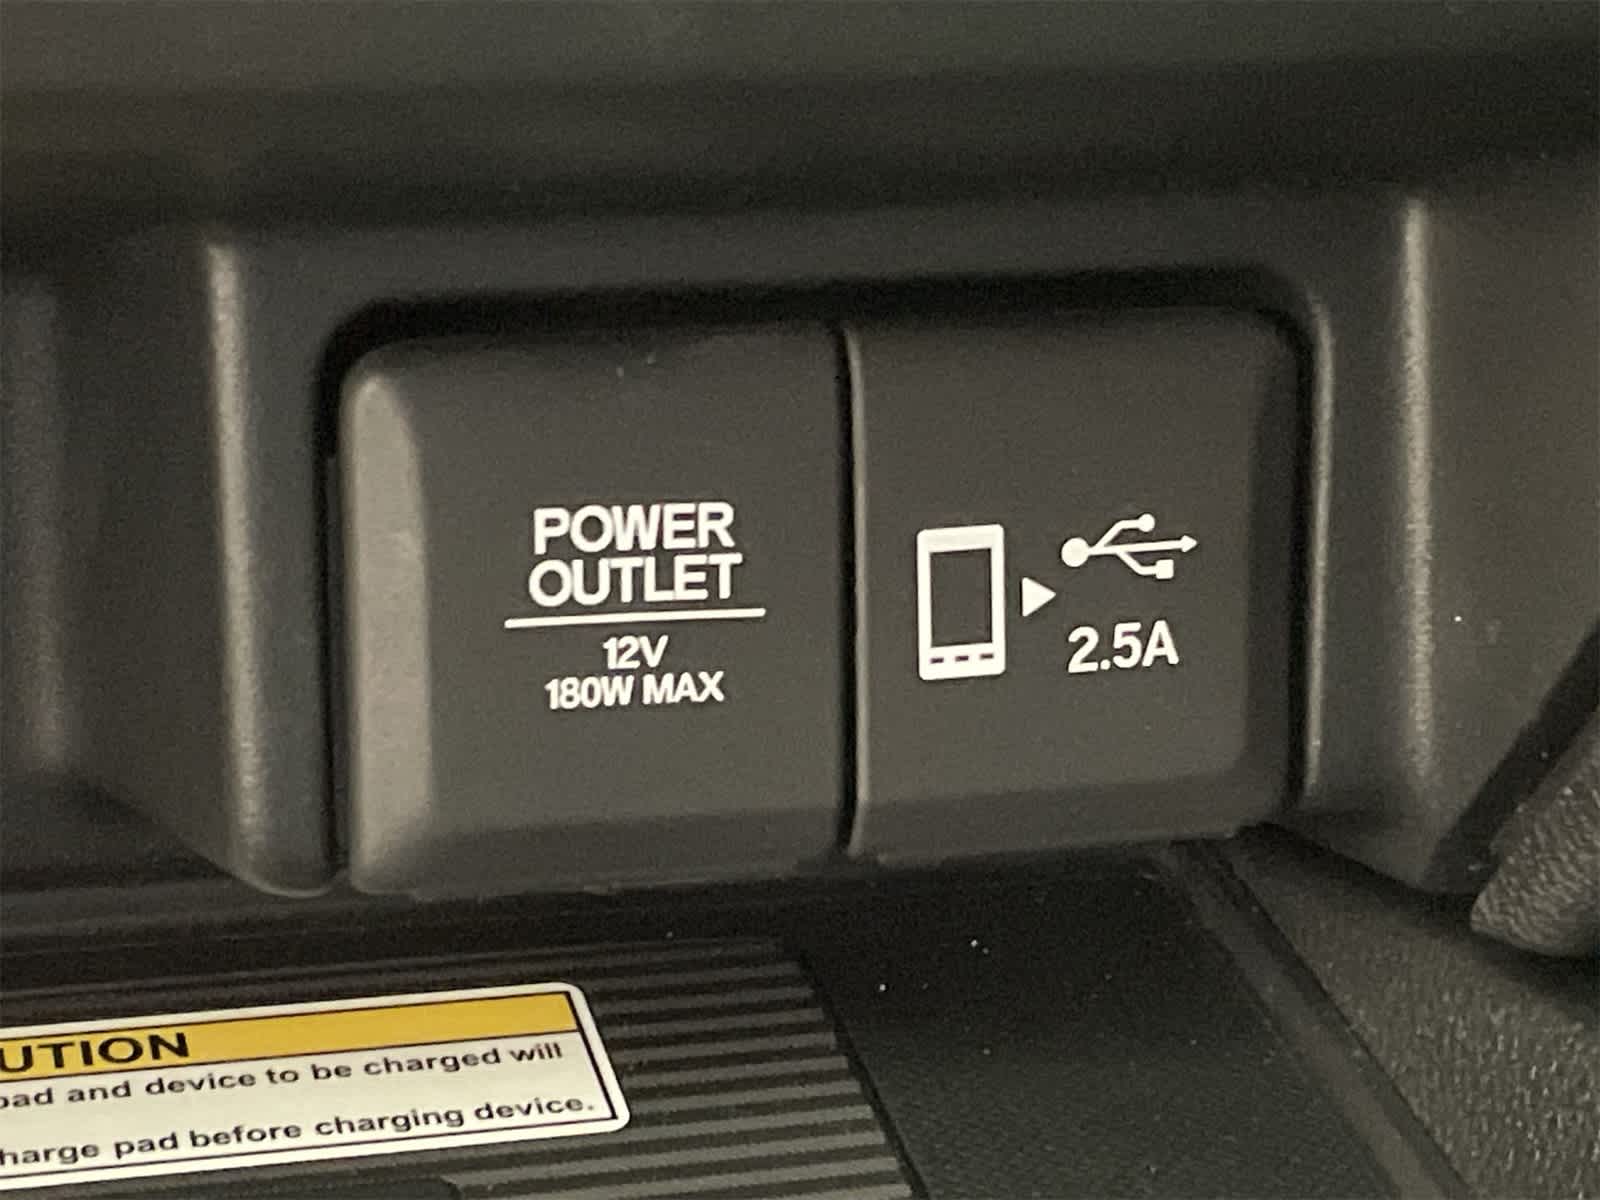 POWER
OUTLET
12V
180W MAX
2.5A
UTION
pad and device to be charged will
harge pad before charging device.